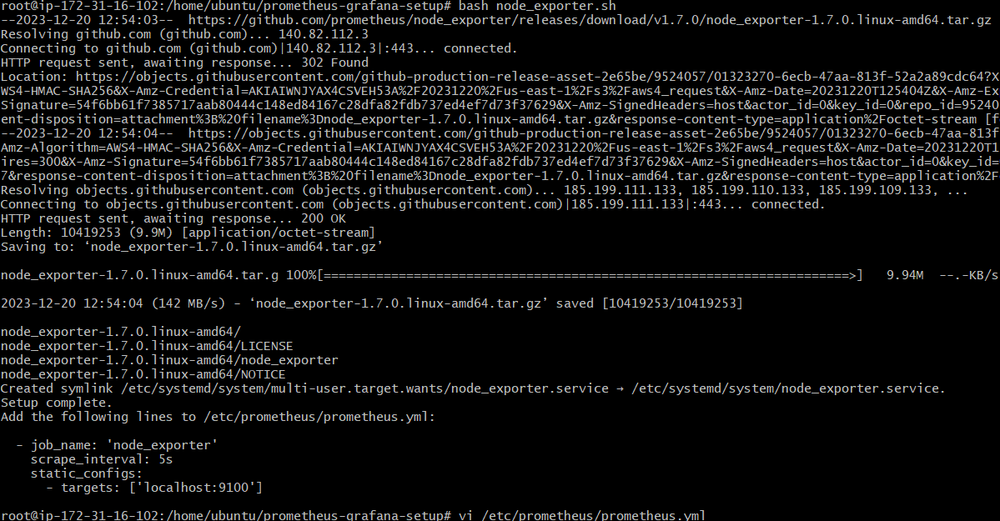 root@ip-172-31-16-102:/home/ubuntu/prometheus-grafana-setup# bash node_exporter.sh
--2023-12-20 12:54:03--  https://github.com/prometheus/node_exporter/releases/download/v1.7.0/node_exporter-1.7.0.linux-amd64.tar.gz
Resolving github.com (github.com)... 140.82.112.3
Connecting to github.com (github.com)|140.82.112.3|:443... connected.
HTTP request sent, awaiting response... 302 Found
Location: https://objects.githubusercontent.com/github-production-release-asset-2e65be/9524057/01323270-6ecb-47aa-813f-52a2a89cdc64?X
WS4-HMAC-SHA256&X-Amz-Credential=AKIAIWNJYAX4CSVEH53A%2F20231220%2Fus-east-1%2Fs3%2Faws4_request&X-Amz-Date=20231220T125404Z&X-Amz-Ex
Signature=54f6bb61f7385717aab80444c148ed84167c28dfa82fdb737ed4ef7d73f37629&X-Amz-SignedHeaders=host&actor_id=0&key_id=0&repo_id=95240
ent-disposition=attachment%3B%20filename%3Dnode_exporter-1.7.0.linux-amd64.tar.gz&response-content-type=application%2Foctet-stream [f
--2023-12-20 12:54:04--  https://objects.githubusercontent.com/github-production-release-asset-2e65be/9524057/01323270-6ecb-47aa-813f
Amz-Algorithm=AWS4-HMAC-SHA256&X-Amz-Credential=AKIAIWNJYAX4CSVEH53A%2F20231220%2Fus-east-1%2Fs3%2Faws4_request&X-Amz-Date=20231220T1
ires=300&X-Amz-Signature=54f6bb61f7385717aab80444c148ed84167c28dfa82fdb737ed4ef7d73f37629&X-Amz-SignedHeaders=host&actor_id=0&key_id=
7&response-content-disposition=attachment%3B%20filename%3Dnode_exporter-1.7.0.linux-amd64.tar.gz&response-content-type=application%2F
Resolving objects.githubusercontent.com (objects.githubusercontent.com)... 185.199.111.133, 185.199.110.133, 185.199.109.133, ...
Connecting to objects.githubusercontent.com (objects.githubusercontent.com)|185.199.111.133|:443... connected.
HTTP request sent, awaiting response... 200 OK
Length: 10419253 (9.9M) [application/octet-stream]
Saving to: ‘node_exporter-1.7.0.linux-amd64.tar.gz’
node_exporter-1.7.0.linux-amd64.tar.g 100%[======================================================================>]   9.94M  --.-KB/s
2023-12-20 12:54:04 (142 MB/s) - ‘node_exporter-1.7.0.linux-amd64.tar.gz’ saved [10419253/10419253]
node_exporter-1.7.0.linux-amd64/
node_exporter-1.7.0.linux-amd64/LICENSE
node_exporter-1.7.0.linux-amd64/node_exporter
node_exporter-1.7.0.linux-amd64/NOTICE
Created symlink /etc/systemd/system/multi-user.target.wants/node_exporter.service → /etc/systemd/system/node_exporter.service.
Setup complete.
Add the following lines to /etc/prometheus/prometheus.yml:
  - job_name: 'node_exporter'
    scrape_interval: 5s
    static_configs:
      - targets: ['localhost:9100']
root@ip-172-31-16-102:/home/ubuntu/prometheus-grafana-setup# vi /etc/prometheus/prometheus.yml